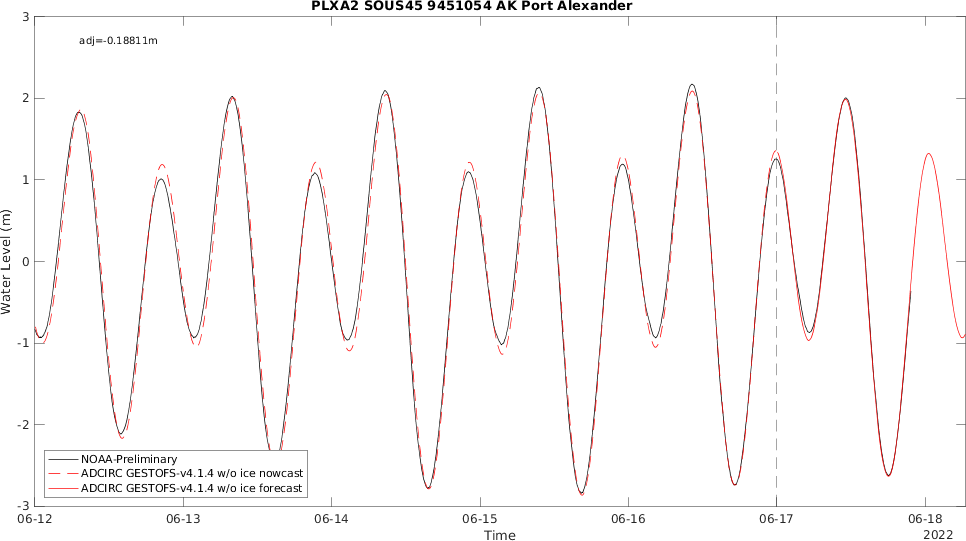 PLXA2 SOUS45 9451054 AK Port Alexander
adj=-0.18811m
3
2
1
0
-1
-2
-3
Water Level (m)
NOAA-Preliminary
ADCIRC GESTOFS-v4.1.4 w/o ice nowcast
ADCIRC GESTOFS-v4.1.4 w/o ice forecast
06-12 06-13 06-14 06-15 06-16 06-17 06-18
Time
2022